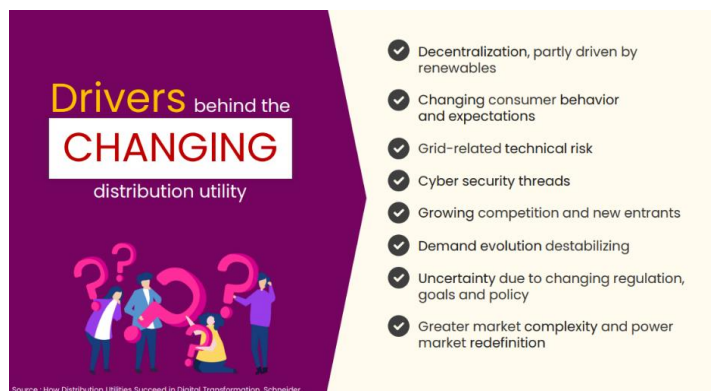 Drivers behind the
CHANGING
distribution utility
Decentralization, partly driven by
renewables
Changing consumer behavior
and expectations
Grid-related technical risk
Cyber security threads
Growing competition and new entrants
Demand evolution destabilizing
Uncertainty due to changing regulation,
goals and policy
Greater market complexity and power
market redefinition
Source : How Distribution Utilities Succeed in Digital Transformation, Schneider